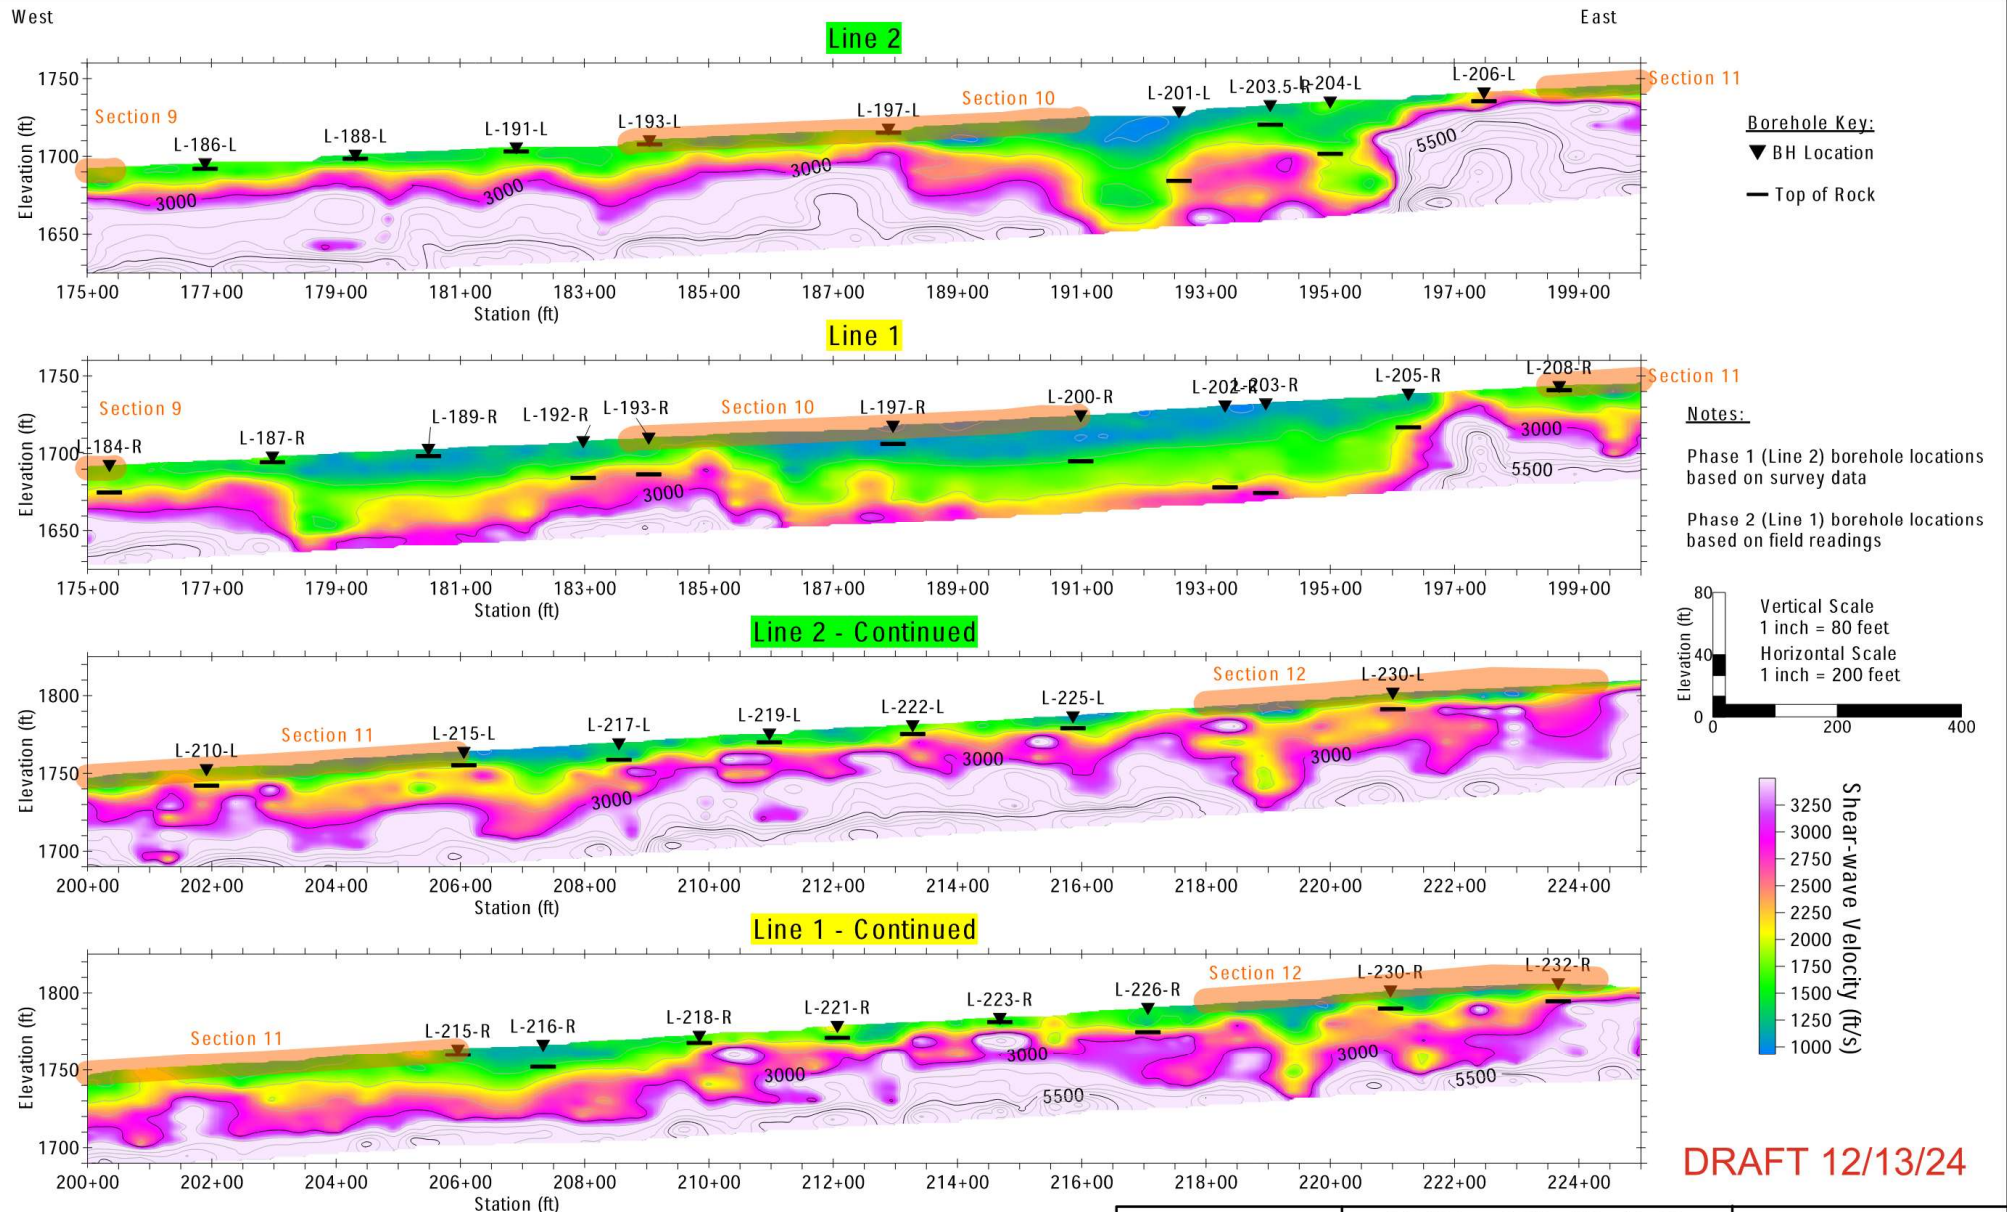 West
East
Line 2
Section 9
Section 10
Section 11
L-186-L
L-188-L
L-191-L
L-193-L
L-197-L
L-201-L
L-203.5-R
L-204-L
L-206-L
3000
3000
3000
5500
Elevation (ft)
1750
1700
1650
175+00 177+00 179+00 181+00 183+00 185+00 187+00 189+00 191+00 193+00 195+00 197+00 199+00
Station (ft)
Borehole Key:
BH Location
Top of Rock
Line 1
Section 9
Section 10
Section 11
L-184-R
L-187-R
L-189-R
L-192-R
L-193-R
L-197-R
L-200-R
L-202-R
L-203-R
L-205-R
L-208-R
3000
3000
5500
Elevation (ft)
1750
1700
1650
175+00 177+00 179+00 181+00 183+00 185+00 187+00 189+00 191+00 193+00 195+00 197+00 199+00
Station (ft)
Notes:
Phase 1 (Line 2) borehole locations
based on survey data
Phase 2 (Line 1) borehole locations
based on field readings
Elevation (ft)
80
40
0
Vertical Scale
1 inch = 80 feet
Horizontal Scale
1 inch = 200 feet
0 200 400
Line 2 - Continued
Section 11
Section 12
L-210-L
L-215-L
L-217-L
L-219-L
L-222-L
L-225-L
L-230-L
3000
3000
3000
Elevation (ft)
1800
1750
1700
200+00 202+00 204+00 206+00 208+00 210+00 212+00 214+00 216+00 218+00 220+00 222+00 224+00
Station (ft)
Shear-wave Velocity (ft/s)
3250
3000
2750
2500
2250
2000
1750
1500
1250
1000
Line 1 - Continued
Section 11
Section 12
L-215-R
L-216-R
L-218-R
L-221-R
L-223-R
L-226-R
L-230-R
L-232-R
3000
3000
3000
5500
5500
Elevation (ft)
1800
1750
1700
200+00 202+00 204+00 206+00 208+00 210+00 212+00 214+00 216+00 218+00 220+00 222+00 224+00
Station (ft)
DRAFT 12/13/24